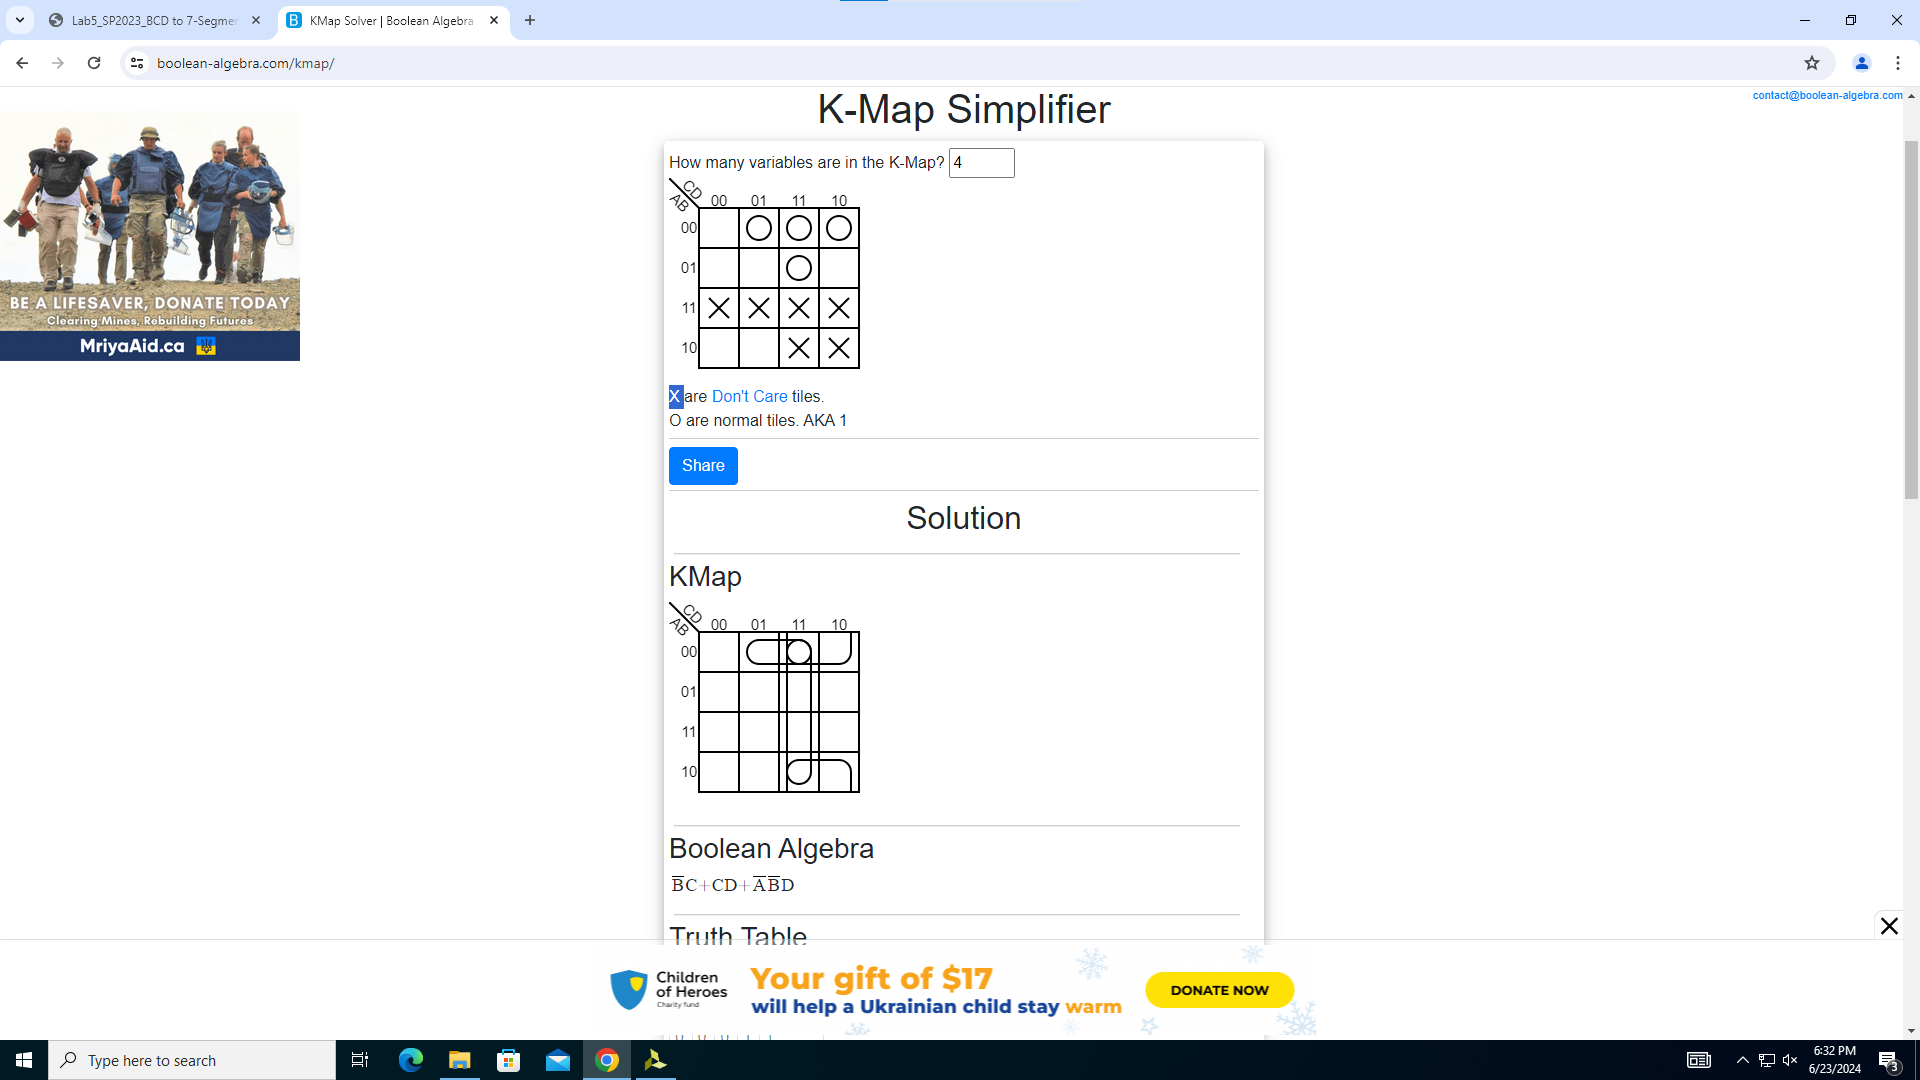 Lab5_SP2023_BCD to 7-Segmen
KMap Solver | Boolean Algebra
boolean-algebra.com/kmap/
contact@boolean-algebra.com
K-Map Simplifier
How many variables are in the K-Map? 4
CD
AB
00 01 11 10
00
01
11
10
X are Don't Care tiles.
O are normal tiles. AKA 1
Share
Solution
KMap
CD
AB
00 01 11 10
00
01
11
10
Boolean Algebra
B̅C+CD+A̅B̅D
Truth Table
BE A LIFESAVER, DONATE TODAY
Clearing Mines, Rebuilding Futures
MriyaAid.ca
Children
of Heroes
Charity fund
Your gift of $17
will help a Ukrainian child stay warm
DONATE NOW
Type here to search
6:32 PM
6/23/2024
3